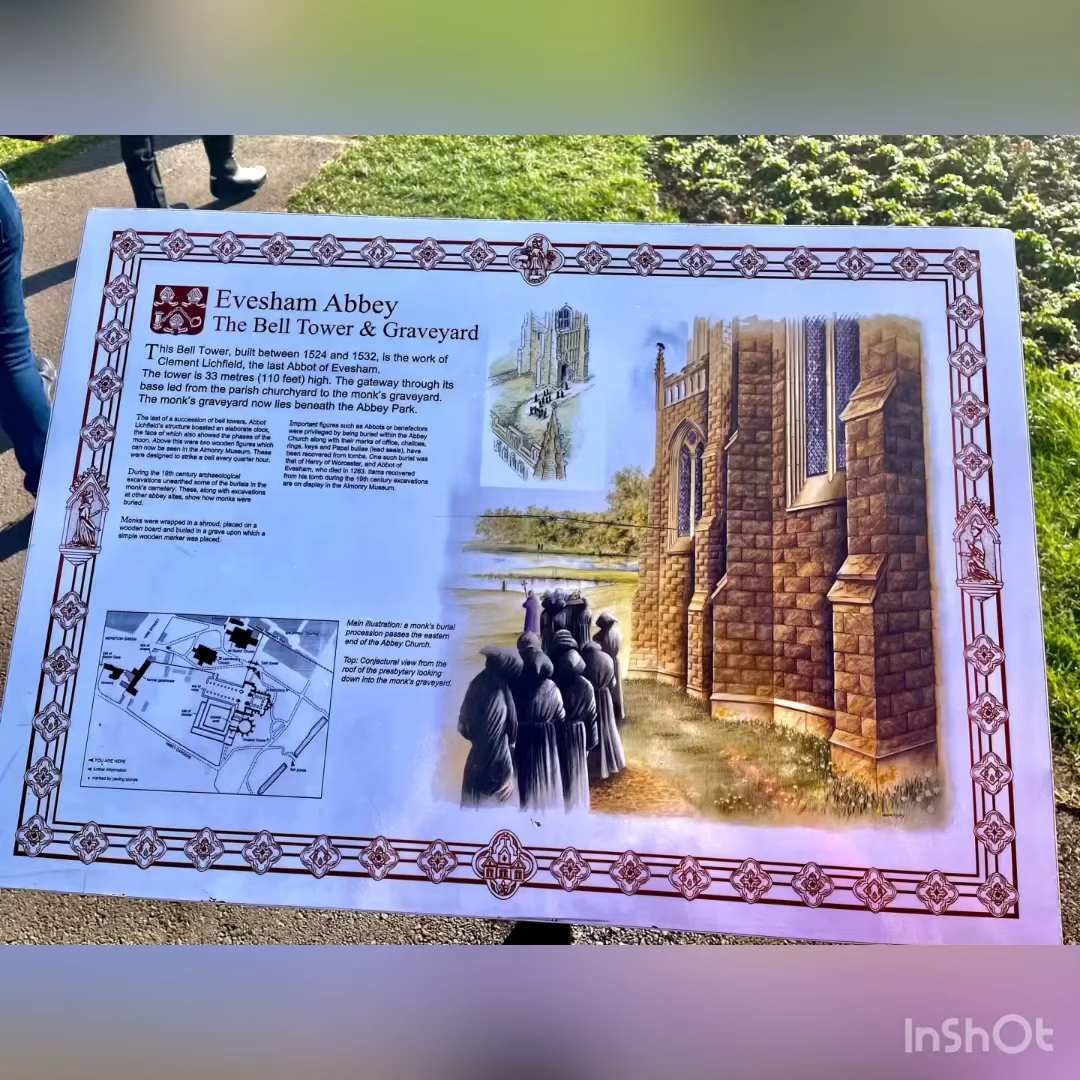 Evesham Abbey
The Bell Tower & Graveyard
This Bell Tower, built between 1524 and 1532, is the work of
Clement Lichfield, the last Abbot of Evesham.
The tower is 33 metres (110 feet) high. The gateway through its
base led from the parish churchyard to the monk's graveyard.
The monk's graveyard now lies beneath the Abbey Park.
The last of a succession of bell towers, Abbot
Lichfield's structure boasted an elaborate clock,
the face of which also showed the phases of the
moon. Above this were two wooden figures which
can now be seen in the Almonry Museum. These
were designed to strike a bell every quarter hour.
During the 19th century archaeological
excavations unearthed some of the burials in the
monk's cemetery. These, along with excavations
at other abbey sites, show how monks were
buried.
Monks were wrapped in a shroud, placed on a
wooden board and buried in a grave upon which a
simple wooden marker was placed.
Important figures such as Abbots or benefactors
were privileged by being buried within the Abbey
Church along with their marks of office, chalices,
rings, keys and Papal bullae (lead seals), have
been recovered from tombs. One such burial was
that of Henry of Worcester, and Abbot of
Evesham, who died in 1263. Items recovered
from his tomb during the 19th century excavations
are on display in the Almonry Museum.
Main illustration: a monk's burial
procession passes the eastern
end of the Abbey Church.
Top: Conjectural view from the
roof of the presbytery looking
down into the monk's graveyard.
YOU ARE HERE
further information
marked by paving stones
InShOt